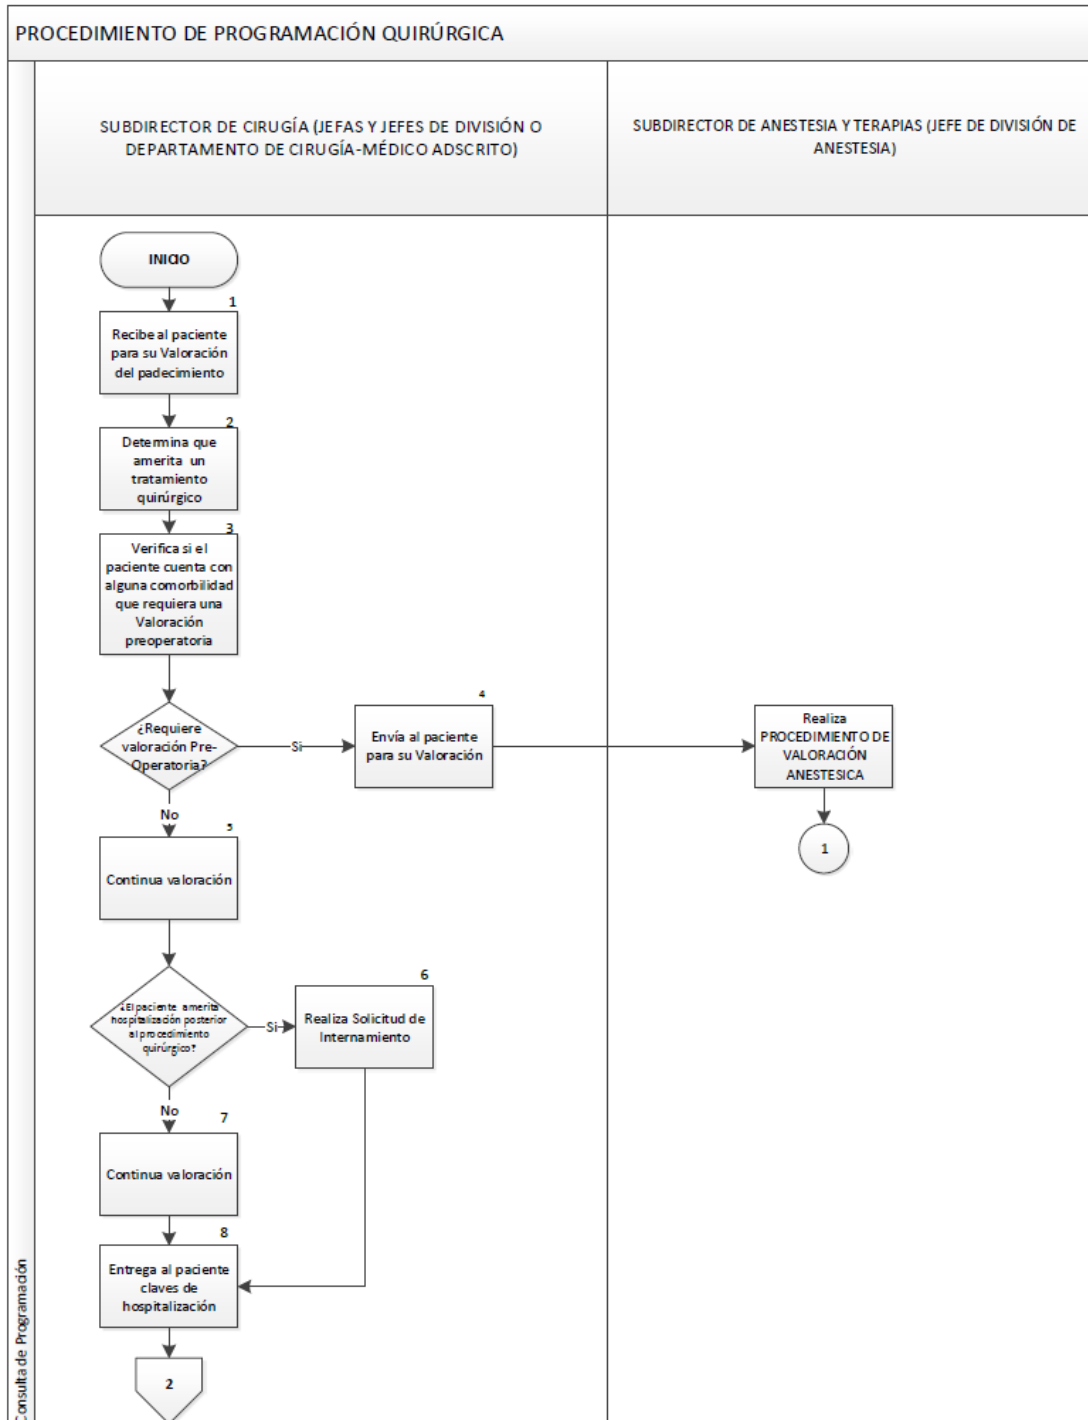 PROCEDIMIENTO DE PROGRAMACIÓN QUIRÚRGICA
SUBDIRECTOR DE CIRUGÍA (JEFAS Y JEFES DE DIVISIÓN O
DEPARTAMENTO DE CIRUGÍA-MÉDICO ADSCRITO)
SUBDIRECTOR DE ANESTESIA Y TERAPIAS (JEFE DE DIVISIÓN DE
ANESTESIA)
INICIO
1
Recibe al paciente
para su Valoración
del padecimiento
2
Determina que
amerita un
tratamiento
quirúrgico
3
Verifica si el
paciente cuenta con
alguna comorbilidad
que requiera una
Valoración
preoperatoria
¿Requiere
valoración Pre-
Operatoria?
Si
4
Envía al paciente
para su Valoración
Realiza
PROCEDIMIENTO DE
VALORACIÓN
ANESTESICA
1
No
5
Continua valoración
¿El paciente amerita
hospitalización posterior
al procedimiento
quirúrgico?
Si
6
Realiza Solicitud de
Internamiento
No
7
Continua valoración
8
Entrega al paciente
claves de
hospitalización
2
Consulta de Programación